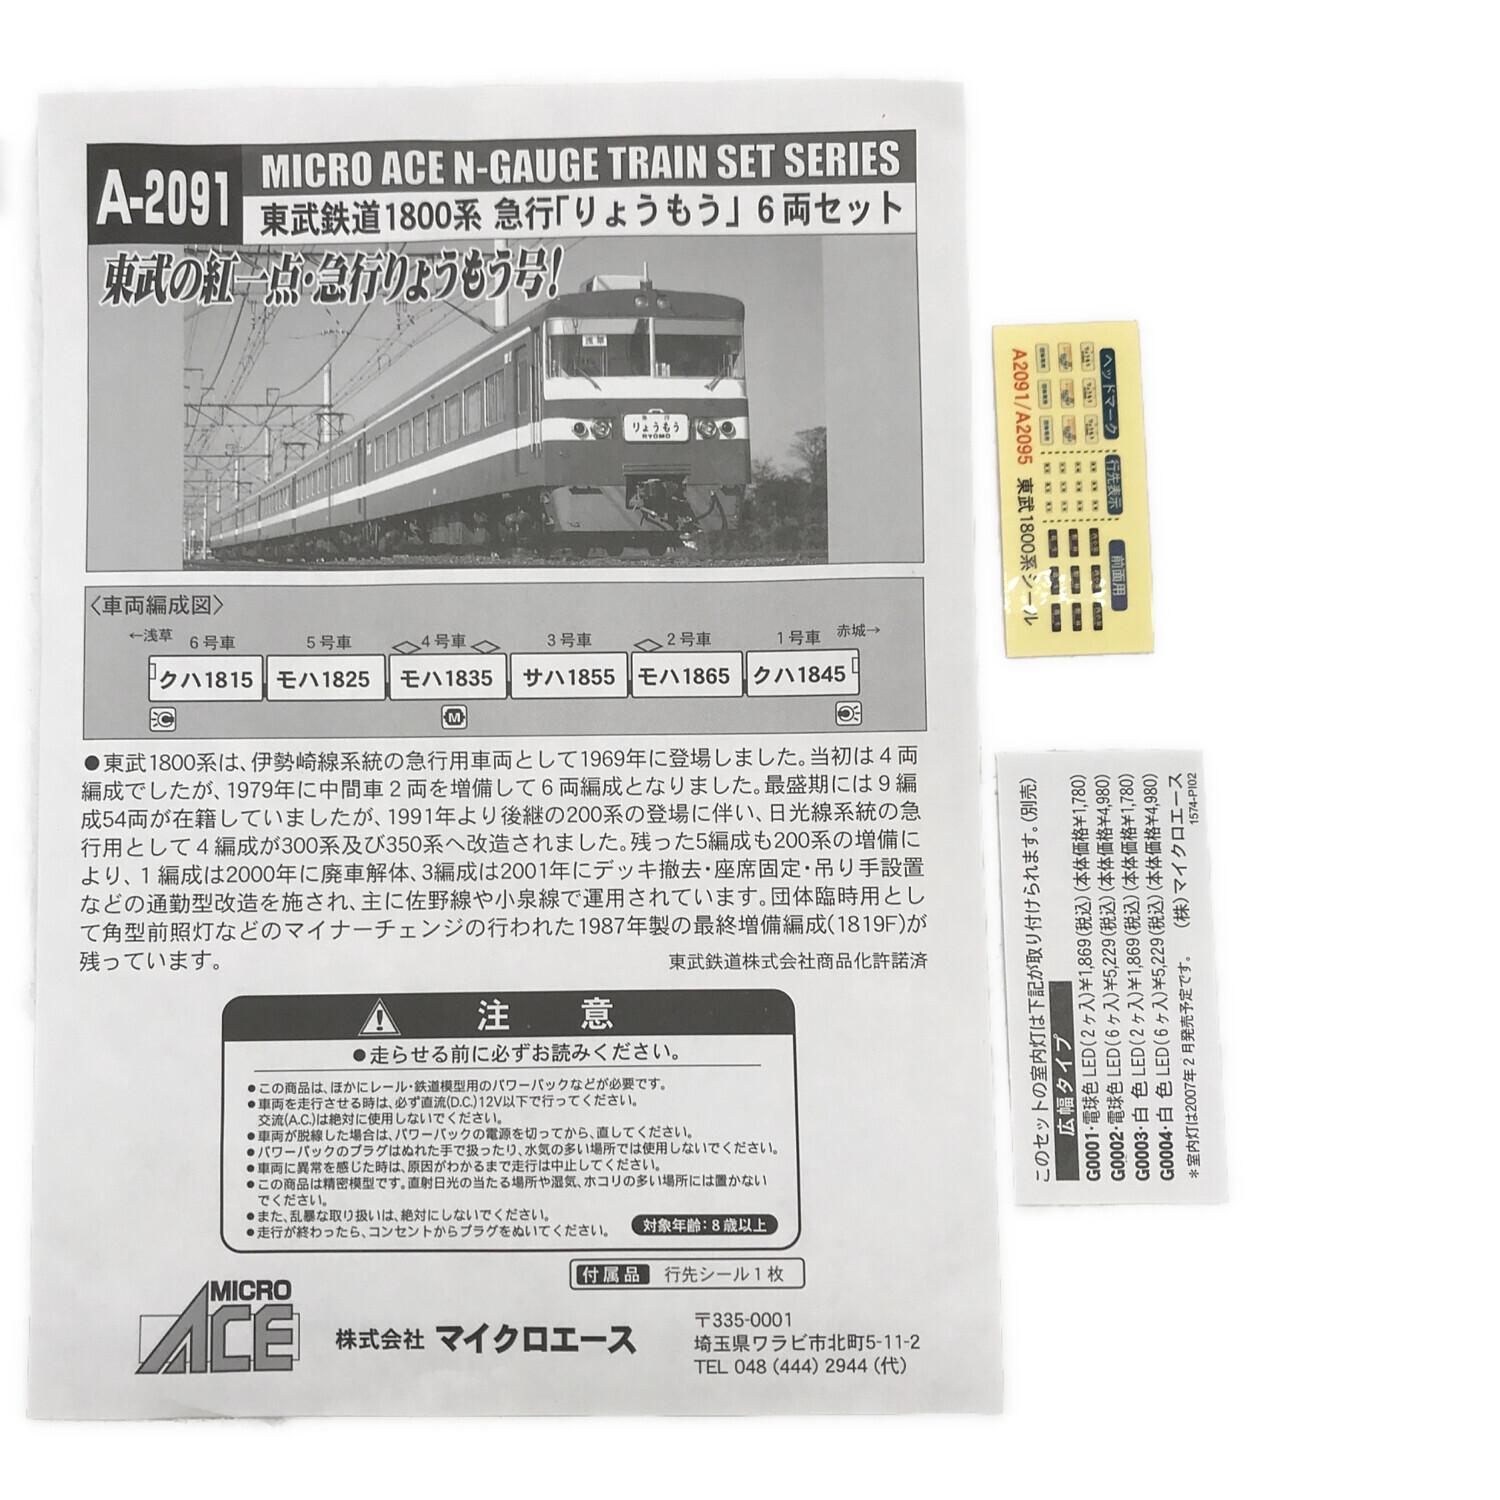 A-2091
MICRO ACE N-GAUGE TRAIN SET SERIES
東武鉄道1800系 急行「りょうもう」6両セット
東武の紅一点・急行りょうもう号!
浅草
急行
りょうもう
RYOMO
〈車両編成図〉
←浅草 6号車 5号車 4号車 3号車 2号車 1号車 赤城→
クハ1815 モハ1825 モハ1835 サハ1855 モハ1865 クハ1845
M
●東武1800系は、伊勢崎線系統の急行用車両として1969年に登場しました。当初は4両
編成でしたが、1979年に中間車2両を増備して6両編成となりました。最盛期には9編
成54両が在籍していましたが、1991年より後継の200系の登場に伴い、日光線系統の急
行用として4編成が300系及び350系へ改造されました。残った5編成も200系の増備に
より、1編成は2000年に廃車解体、3編成は2001年にデッキ撤去・座席固定・吊り手設置
などの通勤型改造を施され、主に佐野線や小泉線で運用されています。団体臨時用とし
て角型前照灯などのマイナーチェンジの行われた1987年製の最終増備編成(1819F)が
残っています。
東武鉄道株式会社商品化許諾済
注 意
●走らせる前に必ずお読みください。
●この商品は、ほかにレール・鉄道模型用のパワーパックなどが必要です。
●車両を走行させる時は、必ず直流(D.C.)12V以下で行ってください。
交流(A.C.)は絶対に使用しないでください。
●車両が脱線した場合は、パワーパックの電源を切ってから、直してください。
●パワーパックのプラグはぬれた手で扱ったり、水気の多い場所では使用しないでください。
●車両に異常を感じた時は、原因がわかるまで走行は中止してください。
●この商品は精密模型です。直射日光の当たる場所や湿気、ホコリの多い場所には置かない
でください。
●また、乱暴な取り扱いは、絶対にしないでください。
●走行が終わったら、コンセントからプラグをぬいてください。
対象年齢:8歳以上
付属品 行先シール1枚
MICRO ACE
株式会社 マイクロエース
〒335-0001
埼玉県ワラビ市北町5-11-2
TEL 048 (444) 2944 (代)
ヘッドマーク
行先表示
前面用
A2091/A2095 東武1800系シール
このセットの室内灯は下記が取り付けられます。(別売)
広幅タイプ
G0001・電球色LED(2ヶ入)¥1,869(税込)(本体価格¥1,780)
G0002・電球色LED(6ヶ入)¥5,229(税込)(本体価格¥4,980)
G0003・白 色LED(2ヶ入)¥1,869(税込)(本体価格¥1,780)
G0004・白 色LED(6ヶ入)¥5,229(税込)(本体価格¥4,980)
*室内灯は2007年2月発売予定です。 (株)マイクロエース
1574-PI02